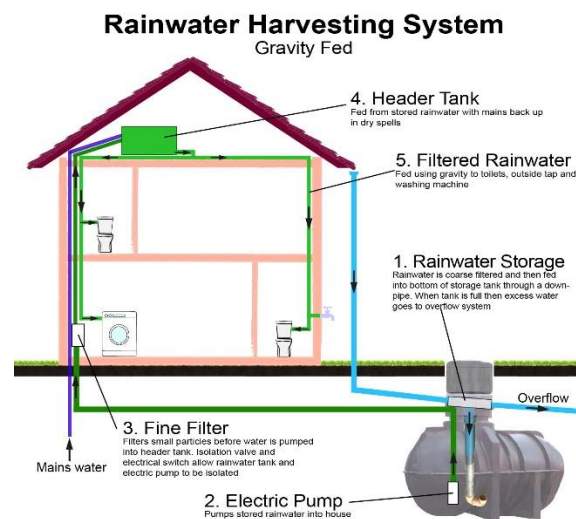 Rainwater Harvesting System
Gravity Fed
4. Header Tank
Fed from stored rainwater with mains back up
in dry spells
5. Filtered Rainwater
Fed using gravity to toilets, outside tap and
washing machine
1. Rainwater Storage
Rainwater is coarse filtered and then fed
into bottom of storage tank through a down-
pipe. When tank is full then excess water
goes to overflow system
Overflow
3. Fine Filter
Filters small particles before water is pumped
into header tank. Isolation valve and
electrical switch allow rainwater tank and
electric pump to be isolated
Mains water
2. Electric Pump
Pumps stored rainwater into house